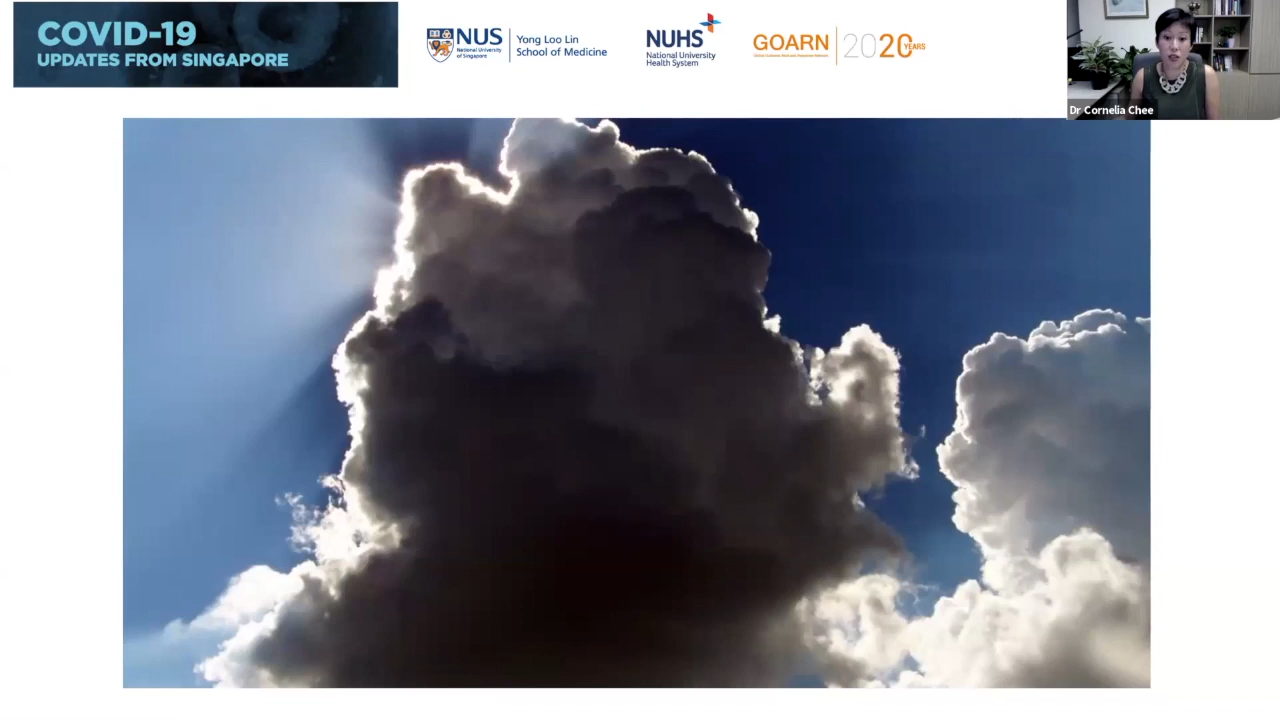 COVID-19
UPDATES FROM SINGAPORE
NUS
National University
of Singapore
Yong Loo Lin
School of Medicine
NUHS
National University
Health System
GOARN
2020 YEARS
Dr Cornelia Chee